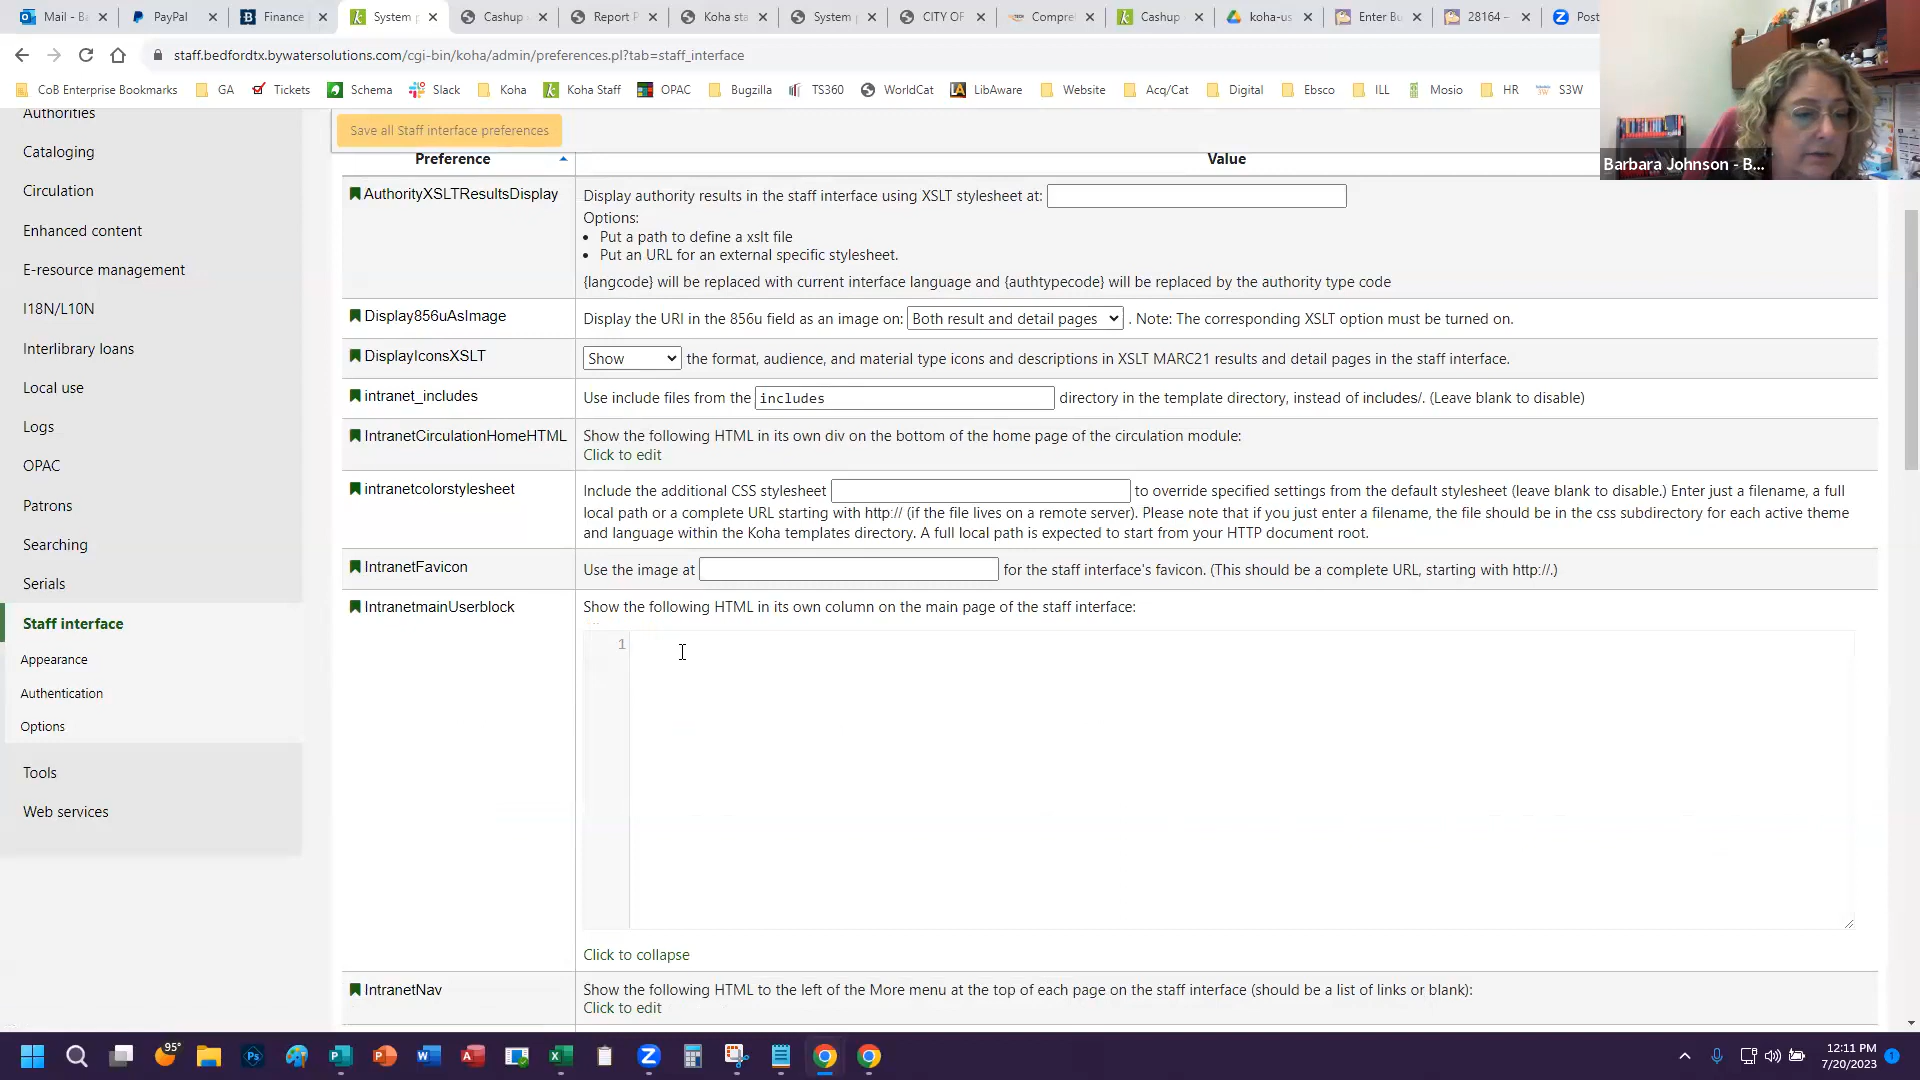 Mail - Ba
PayPal
Finance
System p
Cashup -
Report P
Koha sta
System p
CITY OF
Compre
Cashup
koha-us
Enter Bu
28164 -
Post
staff.bedfordtx.bywatersolutions.com/cgi-bin/koha/admin/preferences.pl?tab=staff_interface
CoB Enterprise Bookmarks
GA
Tickets
Schema
Slack
Koha
Koha Staff
OPAC
Bugzilla
TS360
WorldCat
LibAware
Website
Acq/Cat
Digital
Ebsco
ILL
Mosio
HR
S3W
Barbara Johnson - B...
Authorities
Cataloging
Circulation
Enhanced content
E-resource management
I18N/L10N
Interlibrary loans
Local use
Logs
OPAC
Patrons
Searching
Serials
Staff interface
Appearance
Authentication
Options
Tools
Web services
Save all Staff interface preferences
Preference Value
AuthorityXSLTResultsDisplay
Display authority results in the staff interface using XSLT stylesheet at:
Options:
• Put a path to define a xslt file
• Put an URL for an external specific stylesheet.
{langcode} will be replaced with current interface language and {authtypecode} will be replaced by the authority type code
Display856uAsImage
Display the URI in the 856u field as an image on: Both result and detail pages . Note: The corresponding XSLT option must be turned on.
DisplayIconsXSLT
Show the format, audience, and material type icons and descriptions in XSLT MARC21 results and detail pages in the staff interface.
intranet_includes
Use include files from the includes directory in the template directory, instead of includes/. (Leave blank to disable)
IntranetCirculationHomeHTML
Show the following HTML in its own div on the bottom of the home page of the circulation module:
Click to edit
intranetcolorstylesheet
Include the additional CSS stylesheet to override specified settings from the default stylesheet (leave blank to disable.) Enter just a filename, a full
local path or a complete URL starting with http:// (if the file lives on a remote server). Please note that if you just enter a filename, the file should be in the css subdirectory for each active theme
and language within the Koha templates directory. A full local path is expected to start from your HTTP document root.
IntranetFavicon
Use the image at for the staff interface's favicon. (This should be a complete URL, starting with http://.)
IntranetmainUserblock
Show the following HTML in its own column on the main page of the staff interface:
1
Click to collapse
IntranetNav
Show the following HTML to the left of the More menu at the top of each page on the staff interface (should be a list of links or blank):
Click to edit
95°
12:11 PM
7/20/2023
1